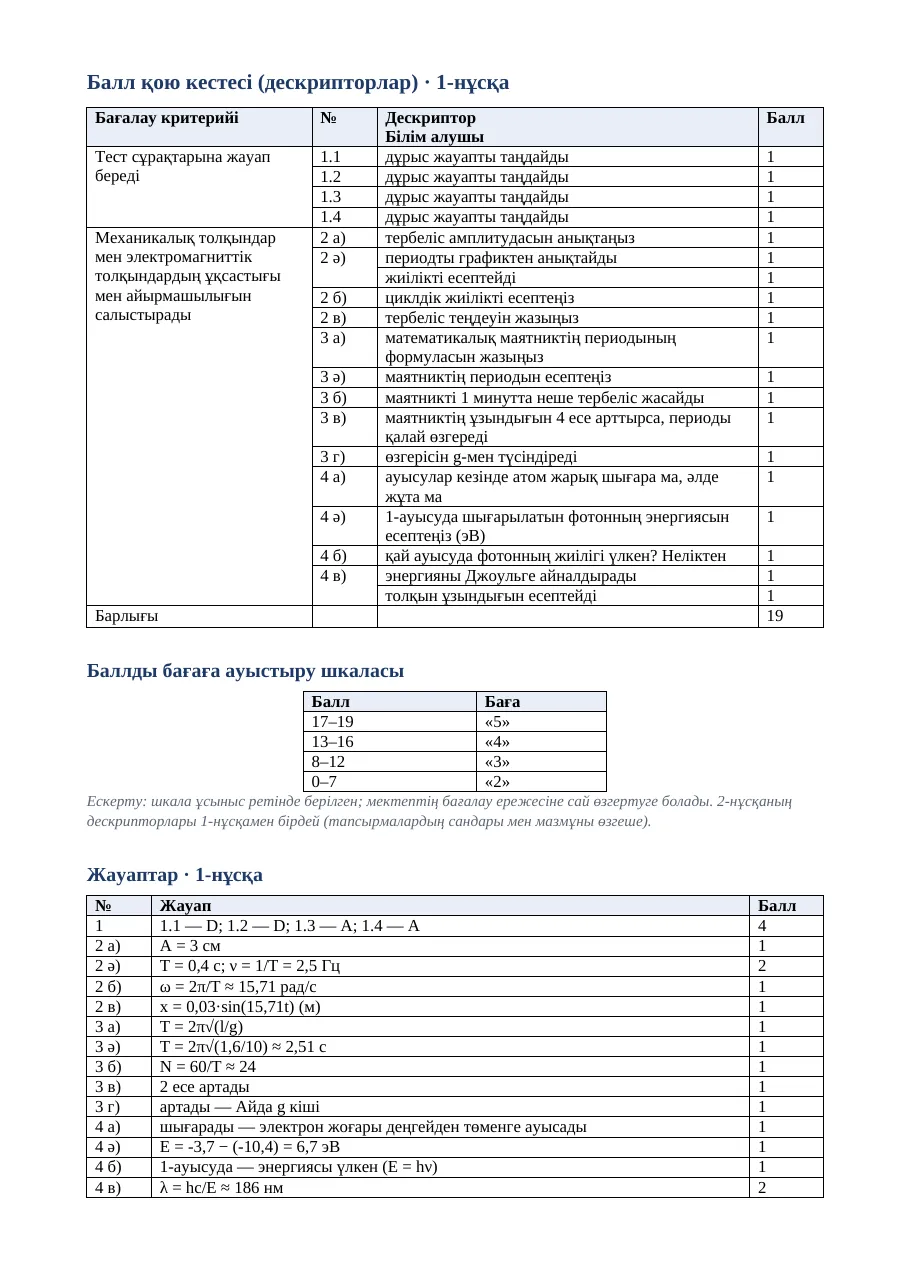 Балл қою кестесі (дескрипторлар) · 1-нұсқа
Бағалау критерийі № Дескриптор Балл
Білім алушы
Тест сұрақтарына жауап 1.1 дұрыс жауапты таңдайды 1
береді 1.2 дұрыс жауапты таңдайды 1
1.3 дұрыс жауапты таңдайды 1
1.4 дұрыс жауапты таңдайды 1
Механикалық толқындар 2 а) тербеліс амплитудасын анықтаңыз 1
мен электромагниттік 2 ә) периодты графиктен анықтайды 1
толқындардың ұқсастығы жиілікті есептейді 1
мен айырмашылығын 2 б) циклдік жиілікті есептеңіз 1
салыстырады 2 в) тербеліс теңдеуін жазыңыз 1
3 а) математикалық маятниктің периодының 1
формуласын жазыңыз
3 ә) маятниктің периодын есептеңіз 1
3 б) маятникті 1 минутта неше тербеліс жасайды 1
3 в) маятниктің ұзындығын 4 есе арттырса, периоды 1
қалай өзгереді
3 г) өзгерісін g-мен түсіндіреді 1
4 а) ауысулар кезінде атом жарық шығара ма, әлде 1
жұта ма
4 ә) 1-ауысуда шығарылатын фотонның энергиясын 1
есептеңіз (эВ)
4 б) қай ауысуда фотонның жиілігі үлкен? Неліктен 1
4 в) энергияны Джоульге айналдырады 1
толқын ұзындығын есептейді 1
Барлығы 19
Баллды бағаға ауыстыру шкаласы
Балл Баға
17–19 «5»
13–16 «4»
8–12 «3»
0–7 «2»
Ескерту: шкала ұсыныс ретінде берілген; мектептің бағалау ережесіне сай өзгертуге болады. 2-нұсқаның
дескрипторлары 1-нұсқамен бірдей (тапсырмалардың сандары мен мазмұны өзгеше).
Жауаптар · 1-нұсқа
№ Жауап Балл
1 1.1 — D; 1.2 — D; 1.3 — A; 1.4 — A 4
2 а) A = 3 см 1
2 ә) T = 0,4 с; ν = 1/T = 2,5 Гц 2
2 б) ω = 2π/T ≈ 15,71 рад/с 1
2 в) x = 0,03·sin(15,71t) (м) 1
3 а) T = 2π√(l/g) 1
3 ә) T = 2π√(1,6/10) ≈ 2,51 с 1
3 б) N = 60/T ≈ 24 1
3 в) 2 есе артады 1
3 г) артады — Айда g кіші 1
4 а) шығарады — электрон жоғары деңгейден төменге ауысады 1
4 ә) E = -3,7 − (-10,4) = 6,7 эВ 1
4 б) 1-ауысуда — энергиясы үлкен (E = hν) 1
4 в) λ = hc/E ≈ 186 нм 2